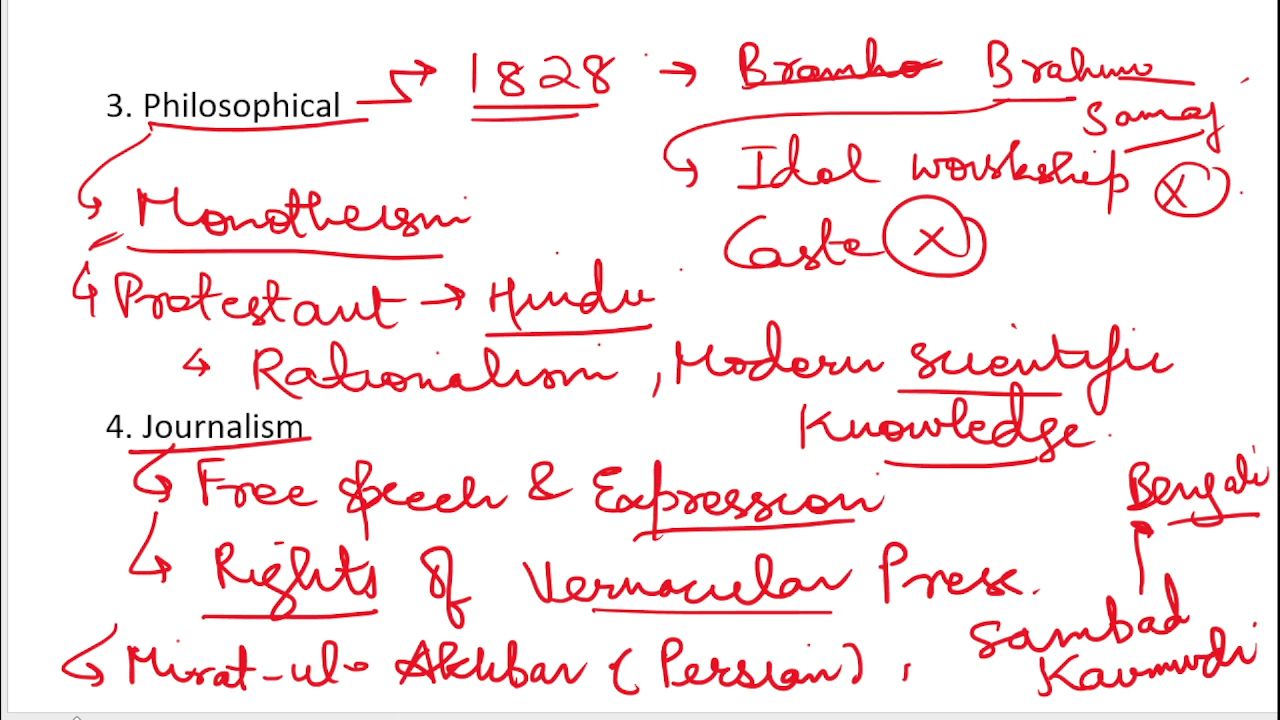 3. Philosophical → 1828 → Bramho Brahmo
Samaj
Idol workship X
Monotheism
Caste X
Protestant → Hindu
Rationalism, Modern scientific
Knowledge.
4. Journalism
Free speech & Expression
Bengali
Rights of Vernacular Press.
Sambad
Mirat-ul-Akhbar (Persian),
Kaumudi